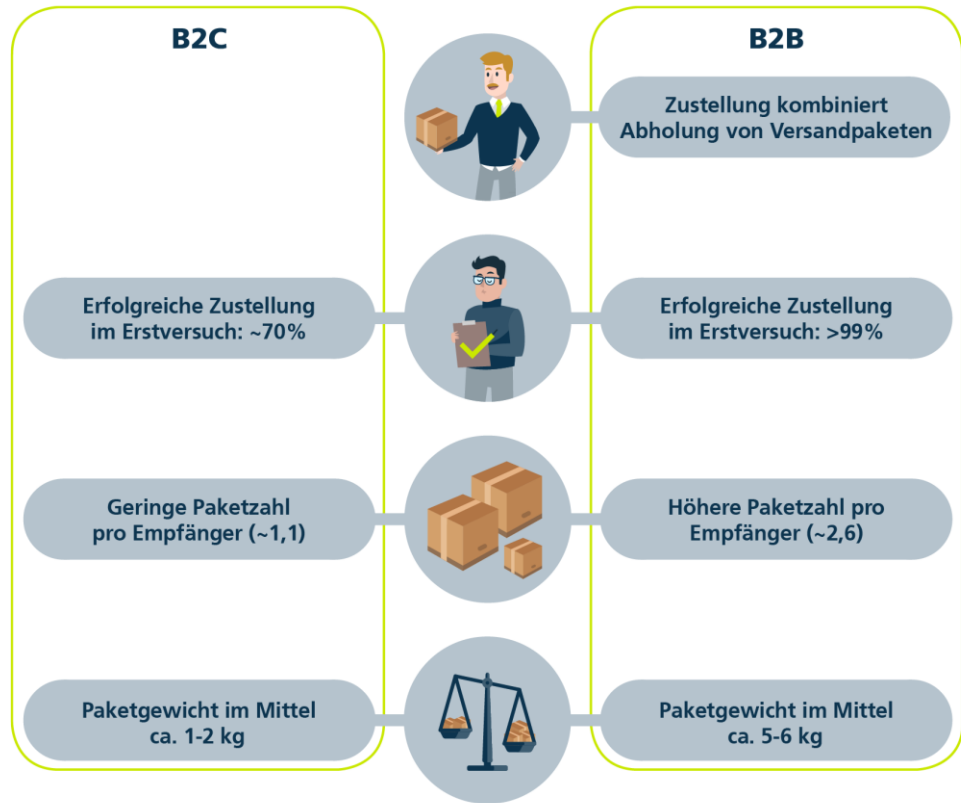 B2C
B2B
Zustellung kombiniert
Abholung von Versandpaketen
Erfolgreiche Zustellung
im Erstversuch: ~70%
Erfolgreiche Zustellung
im Erstversuch: >99%
Geringe Paketzahl
pro Empfänger (~1,1)
Höhere Paketzahl pro
Empfänger (~2,6)
Paketgewicht im Mittel
ca. 1-2 kg
Paketgewicht im Mittel
ca. 5-6 kg